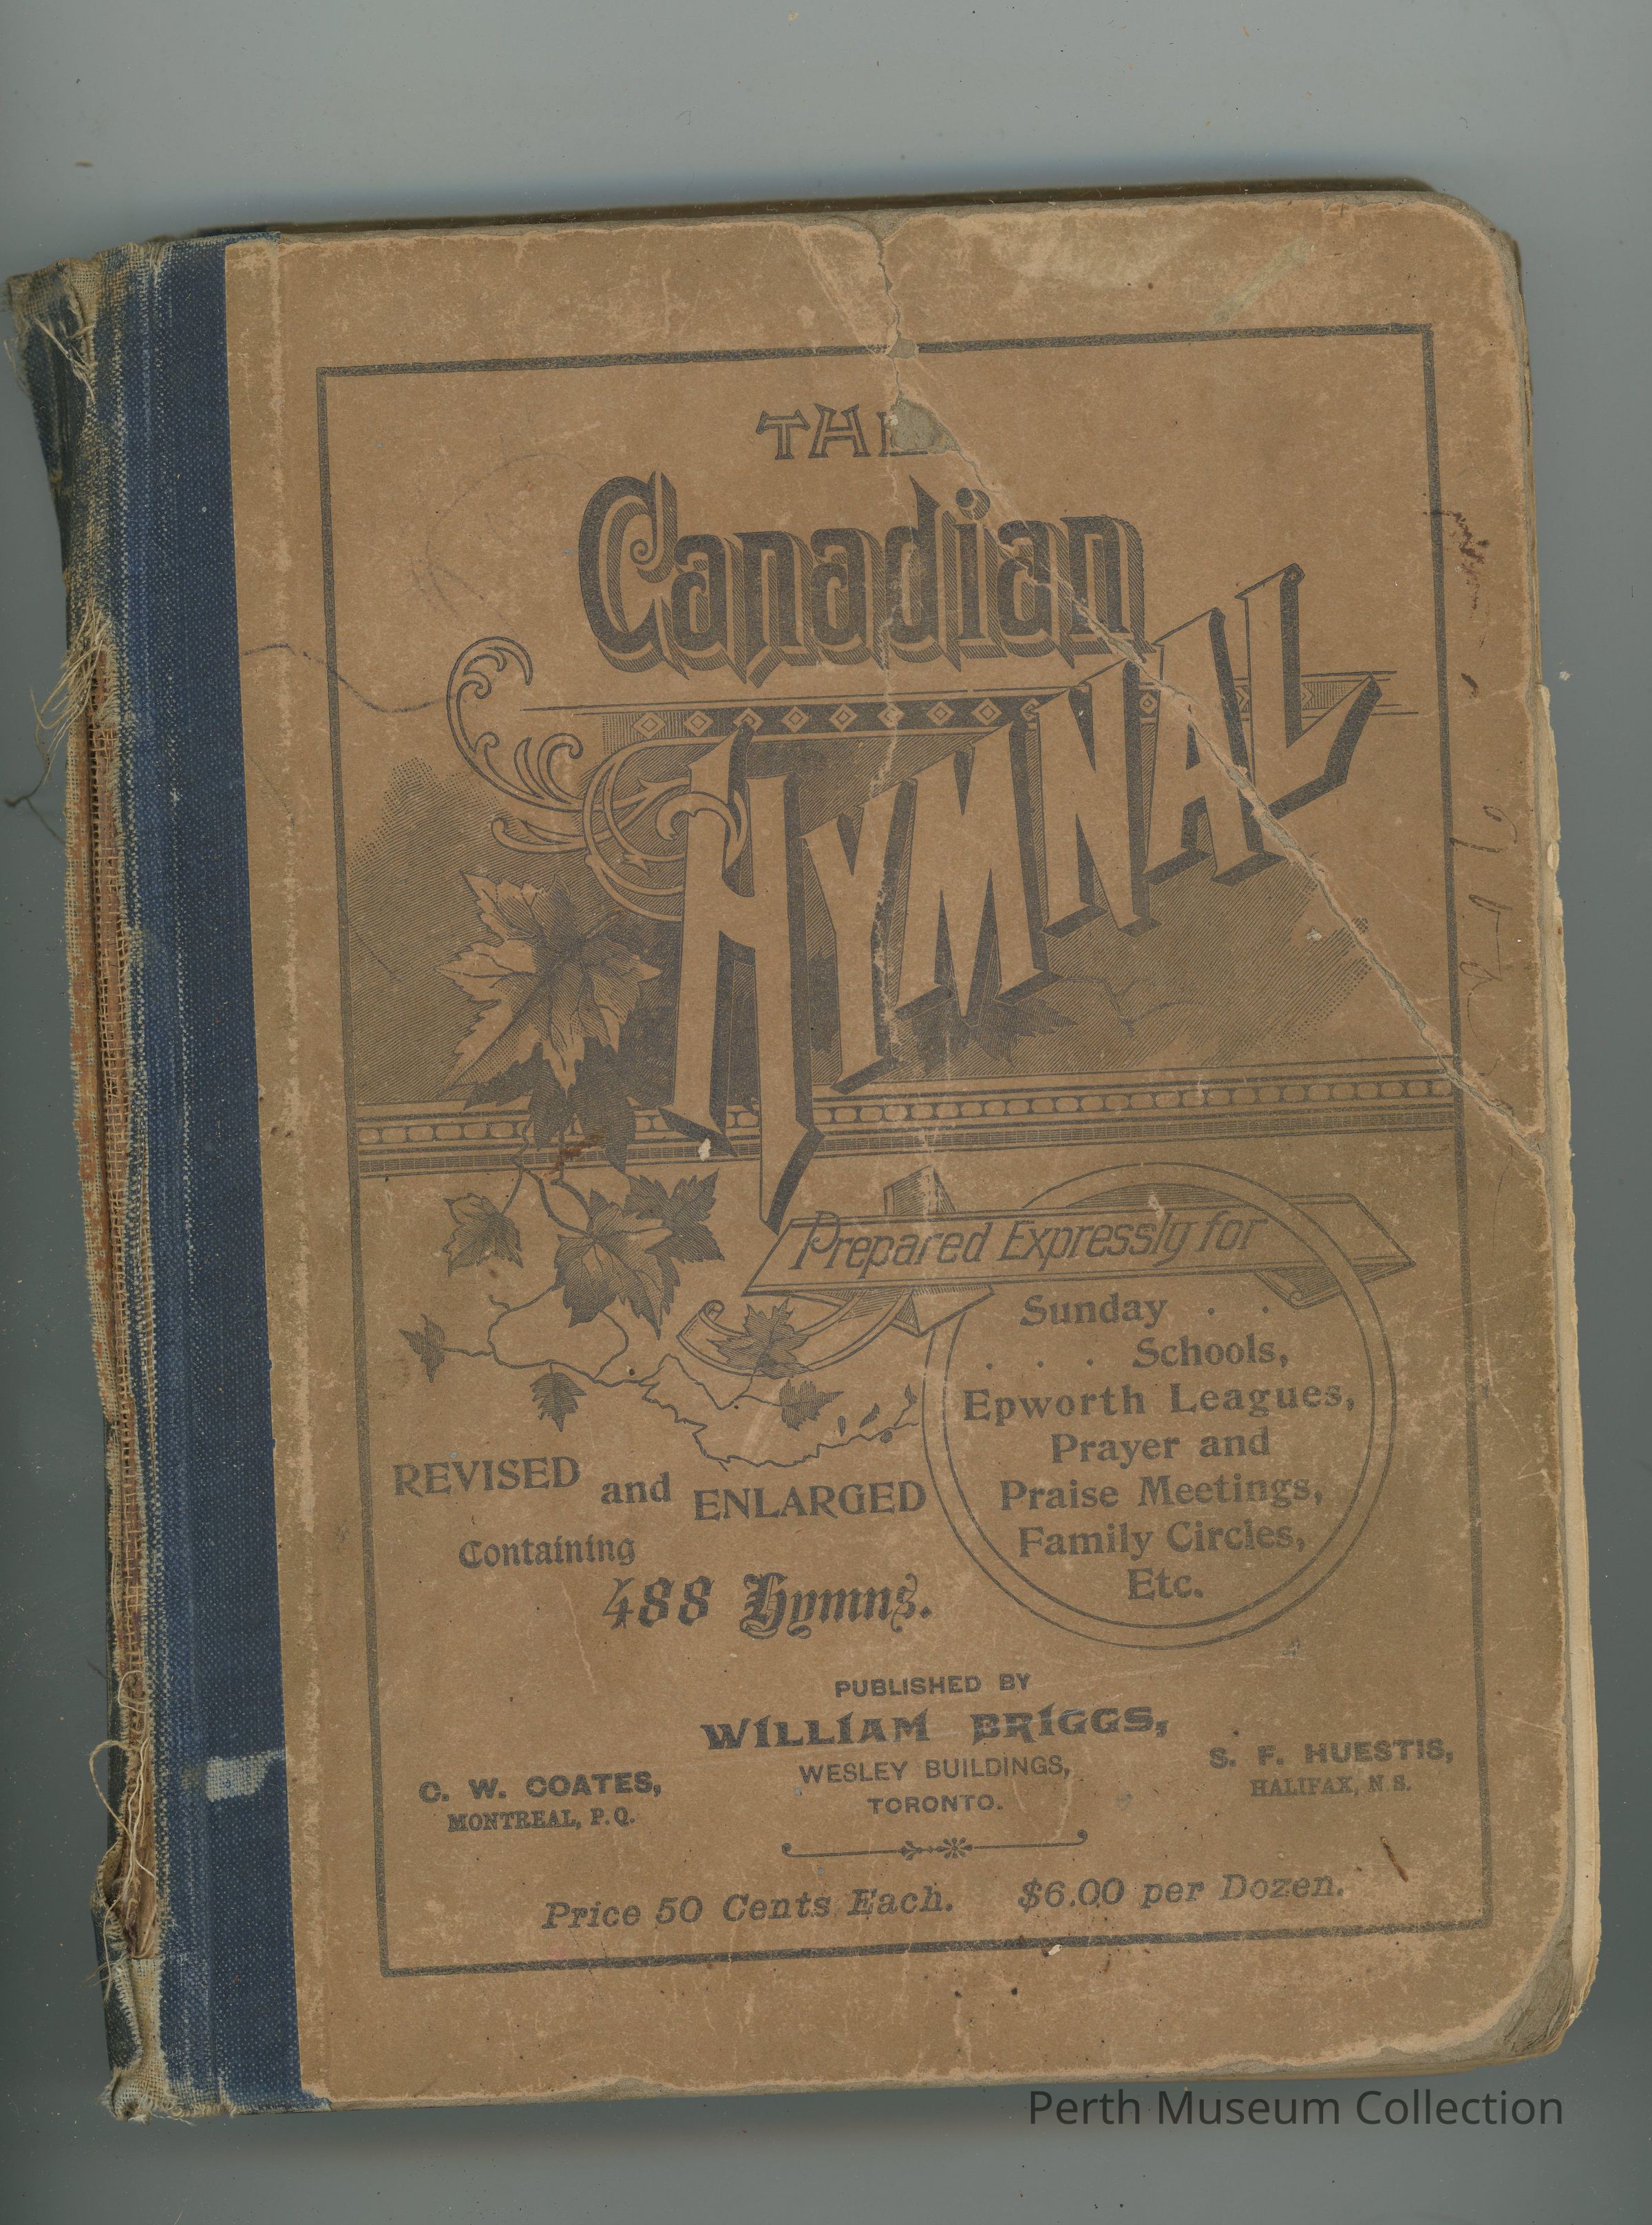 THE
Canadian
HYMNAL
Prepared Expressly for
Sunday . .
. . . Schools,
Epworth Leagues,
Prayer and
Praise Meetings,
Family Circles,
Etc.
REVISED and ENLARGED
Containing
488 Hymns.
PUBLISHED BY
WILLIAM BRIGGS,
WESLEY BUILDINGS,
TORONTO.
C. W. COATES,
MONTREAL, P.Q.
S. F. HUESTIS,
HALIFAX, N.S.
Price 50 Cents Each. $6.00 per Dozen.
Perth Museum Collection